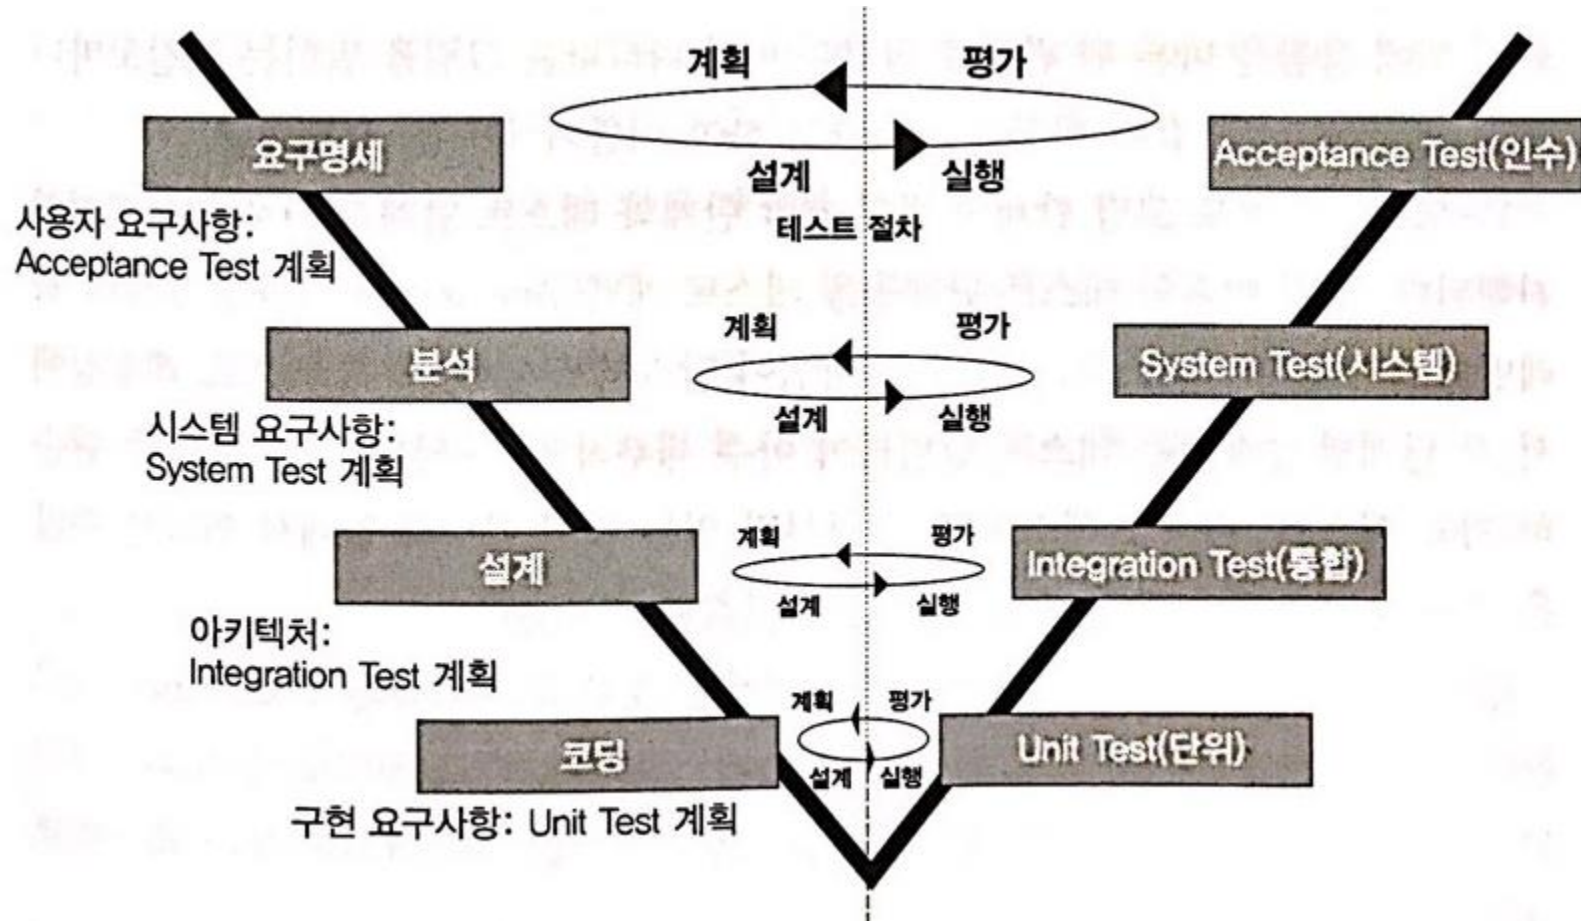 계획
평가
요구명세
Acceptance Test(인수)
설계
실행
테스트 절차
사용자 요구사항:
Acceptance Test 계획
계획
평가
분석
System Test(시스템)
설계
실행
시스템 요구사항:
System Test 계획
계획
평가
설계
Integration Test(통합)
설계
실행
아키텍처:
Integration Test 계획
계획
평가
코딩
Unit Test(단위)
설계
실행
구현 요구사항: Unit Test 계획